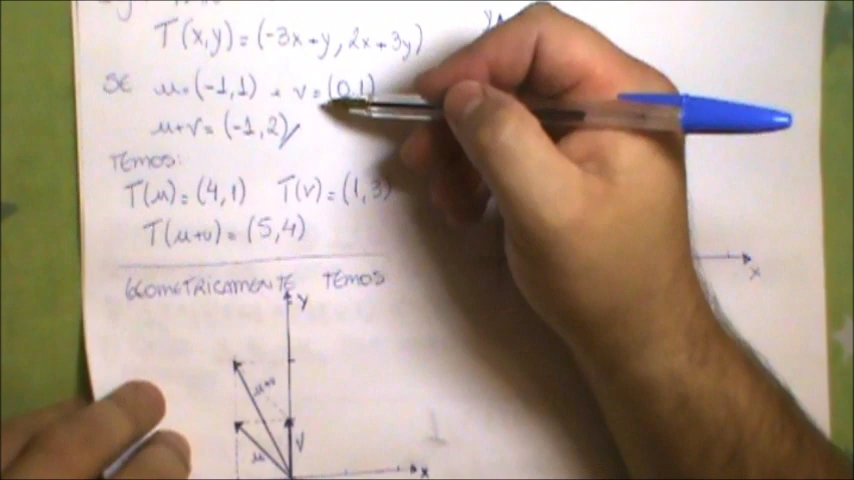 T(x,y) = (-3x+y, 2x+3y)
SE u = (-1,1) e v = (0,1)
u+v = (-1,2)
TEMOS:
T(u) = (4,1) T(v) = (1,3)
T(u+v) = (5,4)
GEOMETRICAMENTE TEMOS
y
y
u+v
v
u
x
x